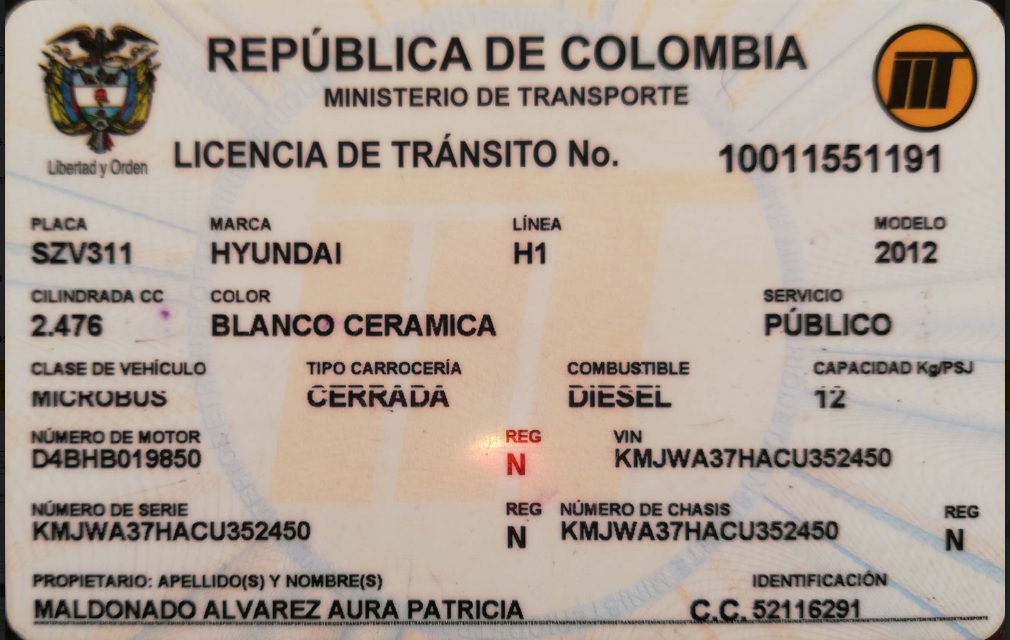 REPÚBLICA DE COLOMBIA
MINISTERIO DE TRANSPORTE
Libertad y Orden
LICENCIA DE TRÁNSITO No. 10011551191
PLACA MARCA LÍNEA MODELO
SZV311 HYUNDAI H1 2012
CILINDRADA CC COLOR SERVICIO
2.476 BLANCO CERAMICA PÚBLICO
CLASE DE VEHÍCULO TIPO CARROCERÍA COMBUSTIBLE CAPACIDAD Kg/PSJ
MICROBUS CERRADA DIESEL 12
NÚMERO DE MOTOR REG VIN
D4BHB019850 N KMJWA37HACU352450
NÚMERO DE SERIE REG NÚMERO DE CHASIS REG
KMJWA37HACU352450 N KMJWA37HACU352450 N
PROPIETARIO: APELLIDO(S) Y NOMBRE(S) IDENTIFICACIÓN
MALDONADO ALVAREZ AURA PATRICIA C.C. 52116291